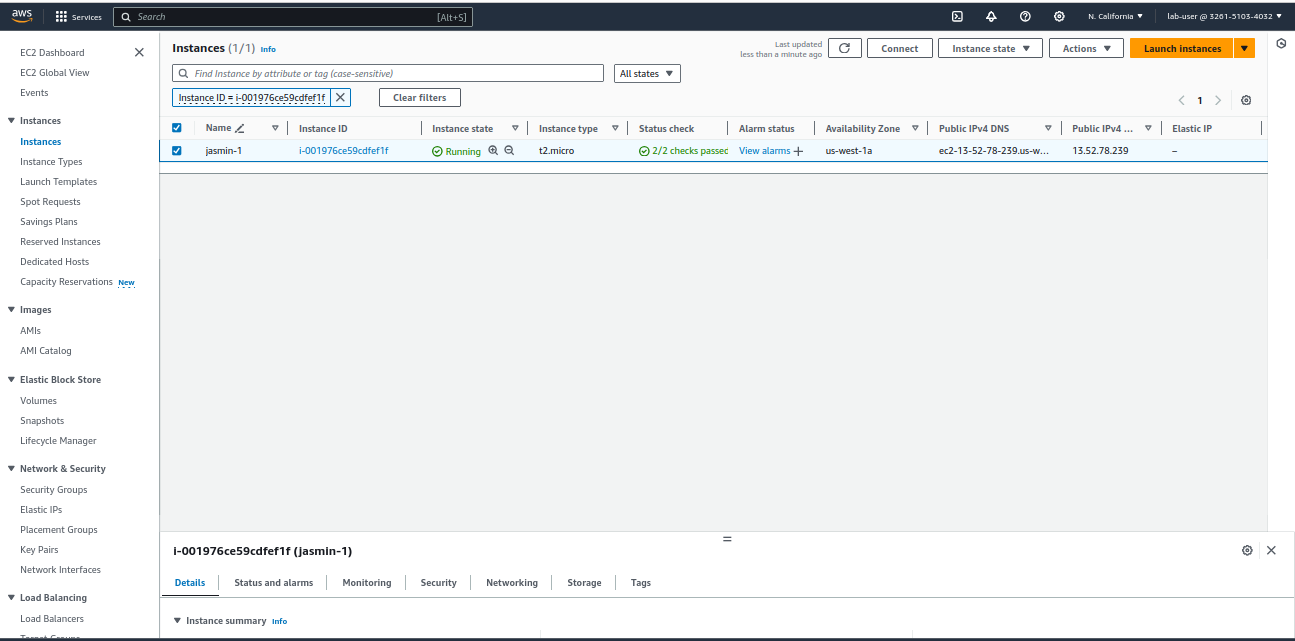 aws Services Search [Alt+S] N. California lab-user @ 3261-5103-4032
EC2 Dashboard
EC2 Global View
Events
Instances
Instances
Instance Types
Launch Templates
Spot Requests
Savings Plans
Reserved Instances
Dedicated Hosts
Capacity Reservations New
Images
AMIs
AMI Catalog
Elastic Block Store
Volumes
Snapshots
Lifecycle Manager
Network & Security
Security Groups
Elastic IPs
Placement Groups
Key Pairs
Network Interfaces
Load Balancing
Load Balancers
Target Groups
Instances (1/1) Info
Last updated
less than a minute ago
Connect Instance state Actions Launch instances
Find Instance by attribute or tag (case-sensitive) All states
Instance ID = i-001976ce59cdfef1f Clear filters
1
Name Instance ID Instance state Instance type Status check Alarm status Availability Zone Public IPv4 DNS Public IPv4 ... Elastic IP
jasmin-1 i-001976ce59cdfef1f Running t2.micro 2/2 checks passed View alarms us-west-1a ec2-13-52-78-239.us-w... 13.52.78.239 –
i-001976ce59cdfef1f (jasmin-1)
Details Status and alarms Monitoring Security Networking Storage Tags
Instance summary Info